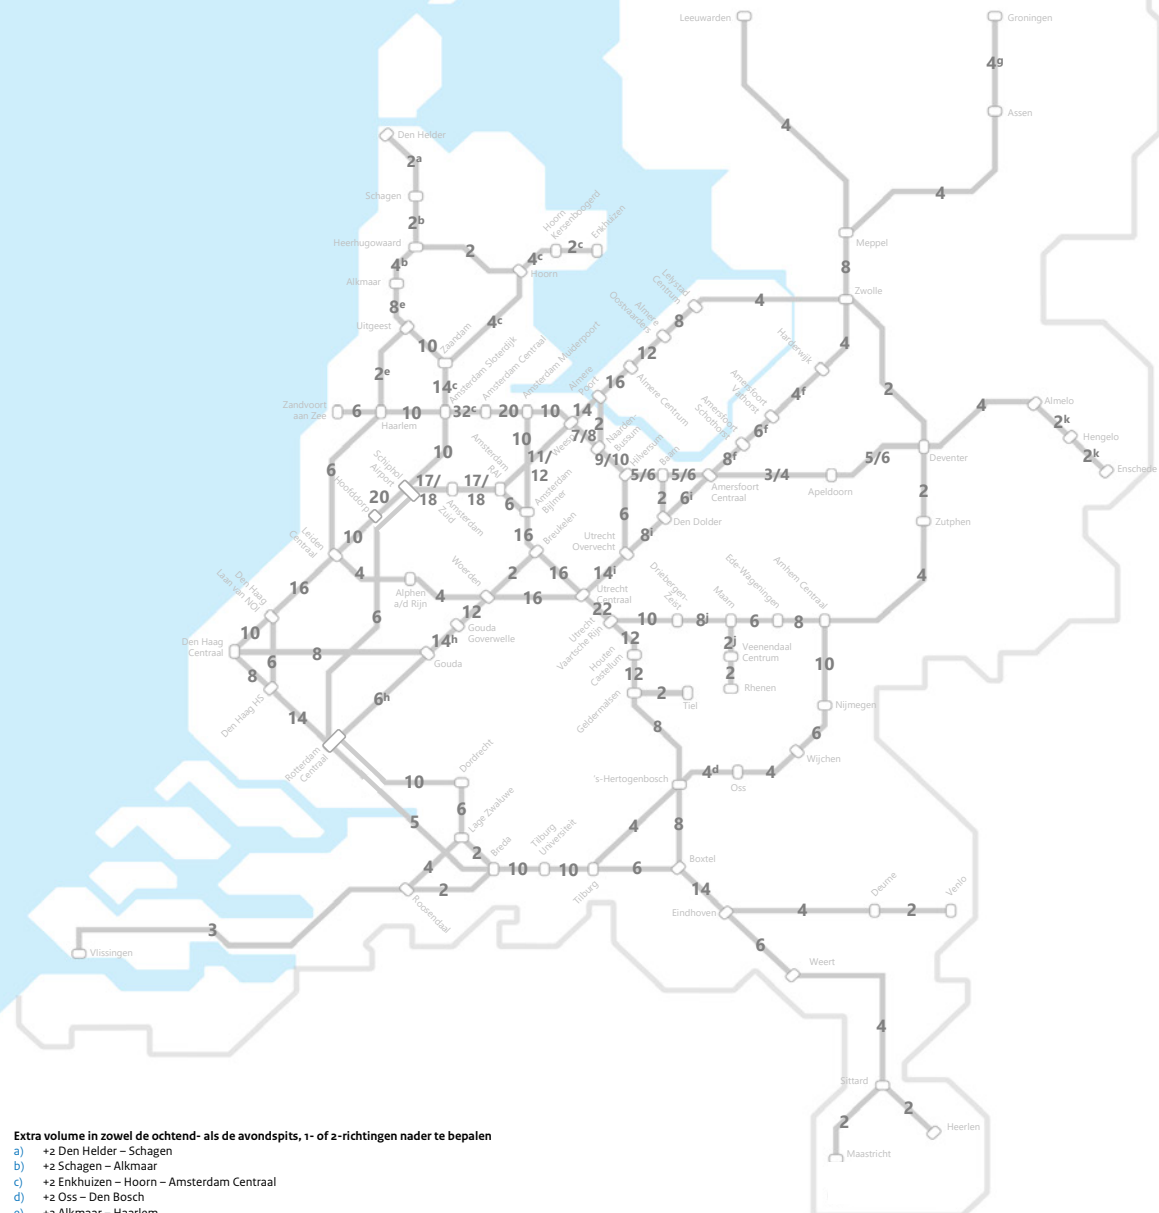 Leeuwarden
Groningen
4g
Assen
4
4
Den Helder
2a
Schagen
2b
Heerhugowaard
2
Hoorn
Kersenboogerd
Enkhuizen
4c
2c
Hoorn
4b
Alkmaar
8e
Uitgeest
10
Zaandam
4c
2e
14c
Meppel
8
Zwolle
4
Lelystad
Centrum
8
Almere
Oostvaarders
12
Almere Centrum
16
Almere
Poort
4
Harderwijk
4f
Amersfoort
Vathorst
6f
Amersfoort
Schothorst
8f
2
Zandvoort
aan Zee
6
Haarlem
10
Amsterdam Sloterdijk
32c
Amsterdam Centraal
20
Amsterdam Muiderpoort
10
14
2
7/8
Weesp
Naarden-
Bussum
9/10
Hilversum
5/6
Baarn
5/6
Amersfoort
Centraal
3/4
Apeldoorn
5/6
Deventer
4
Almelo
2k
Hengelo
2k
Enschede
6
10
Schiphol
Airport
Hoofddorp
20
17/
18
Amsterdam
Zuid
17/
18
Amsterdam
RAI
10
11/
12
6
Amsterdam
Bijlmer
2
6i
Den Dolder
6
8i
Utrecht
Overvecht
2
Zutphen
4
10
Leiden
Centraal
4
Alphen
a/d Rijn
4
16
Breukelen
2
16
Woerden
16
14i
Utrecht
Centraal
22
Utrecht
Vaartsche Rijn
10
Driebergen-
Zeist
8j
Maarn
6
Ede-Wageningen
8
Arnhem Centraal
16
Den Haag
Laan van NOI
10
6
Den Haag
Centraal
8
8
Den Haag HS
14
6
12
Gouda
Goverwelle
14h
Gouda
6h
12
Houten
Castellum
12
Geldermalsen
2
Tiel
8
2j
Veenendaal
Centrum
2
Rhenen
10
Nijmegen
6
Wijchen
4
Oss
4d
's-Hertogenbosch
Rotterdam
Centraal
10
Dordrecht
6
Lage Zwaluwe
5
2
Breda
4
2
Roosendaal
3
Vlissingen
10
Tilburg
Universiteit
10
Tilburg
4
6
8
Boxtel
14
Eindhoven
4
Deurne
2
Venlo
6
Weert
4
Sittard
2
2
Maastricht
Heerlen
Extra volume in zowel de ochtend- als de avondspits, 1- of 2-richtingen nader te bepalen
a) +2 Den Helder – Schagen
b) +2 Schagen – Alkmaar
c) +2 Enkhuizen – Hoorn – Amsterdam Centraal
d) +2 Oss – Den Bosch
e) +2 Alkmaar – Haarlem